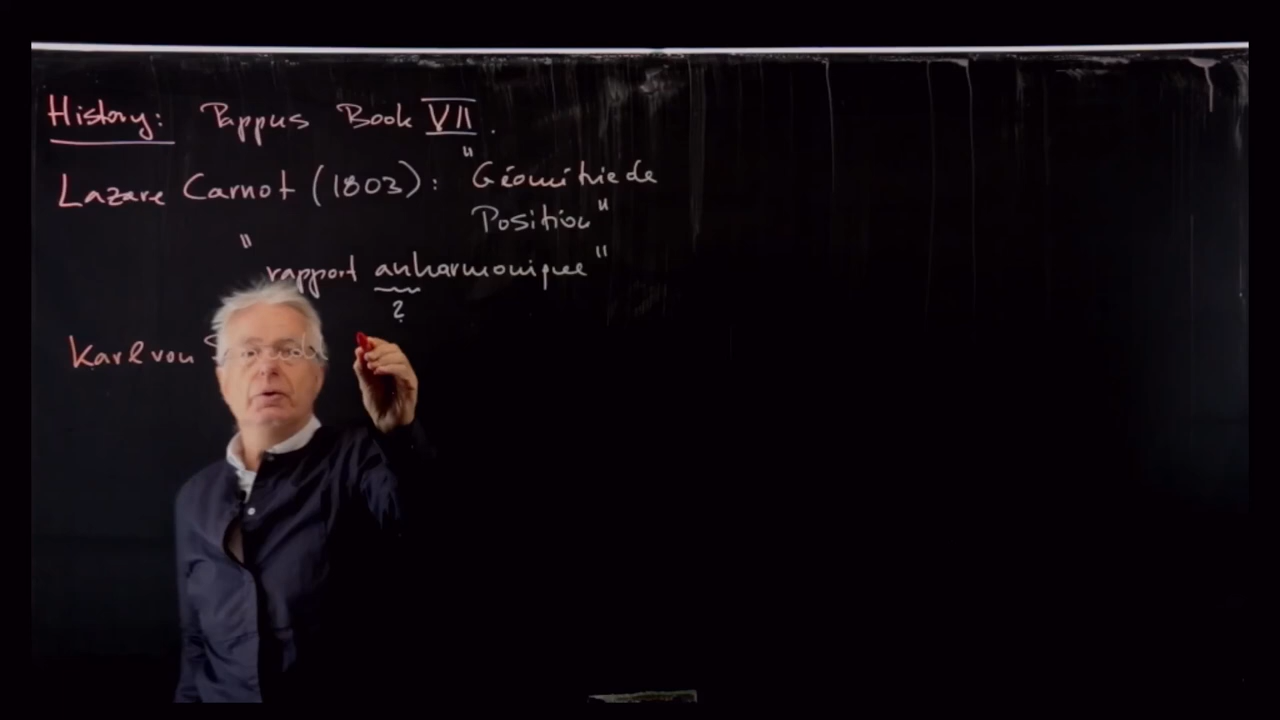 History: Pappus Book VII.
Lazare Carnot (1803): "Géométrie de
Position"
"rapport anharmonique"
?
Karl von